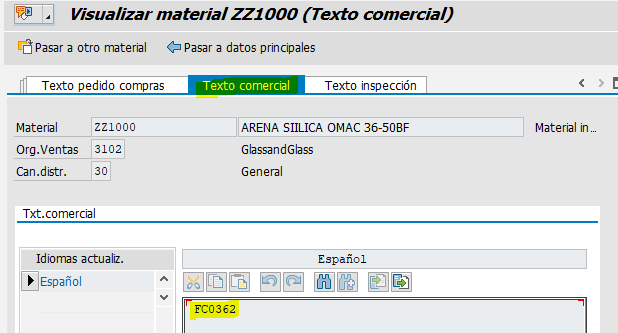 Visualizar material ZZ1000 (Texto comercial)
Pasar a otro material Pasar a datos principales
Texto pedido compras Texto comercial Texto inspección
Material ZZ1000 ARENA SIILICA OMAC 36-50BF Material in...
Org.Ventas 3102 GlassandGlass
Can.distr. 30 General
Txt.comercial
Idiomas actualiz. Español
Español
FC0362